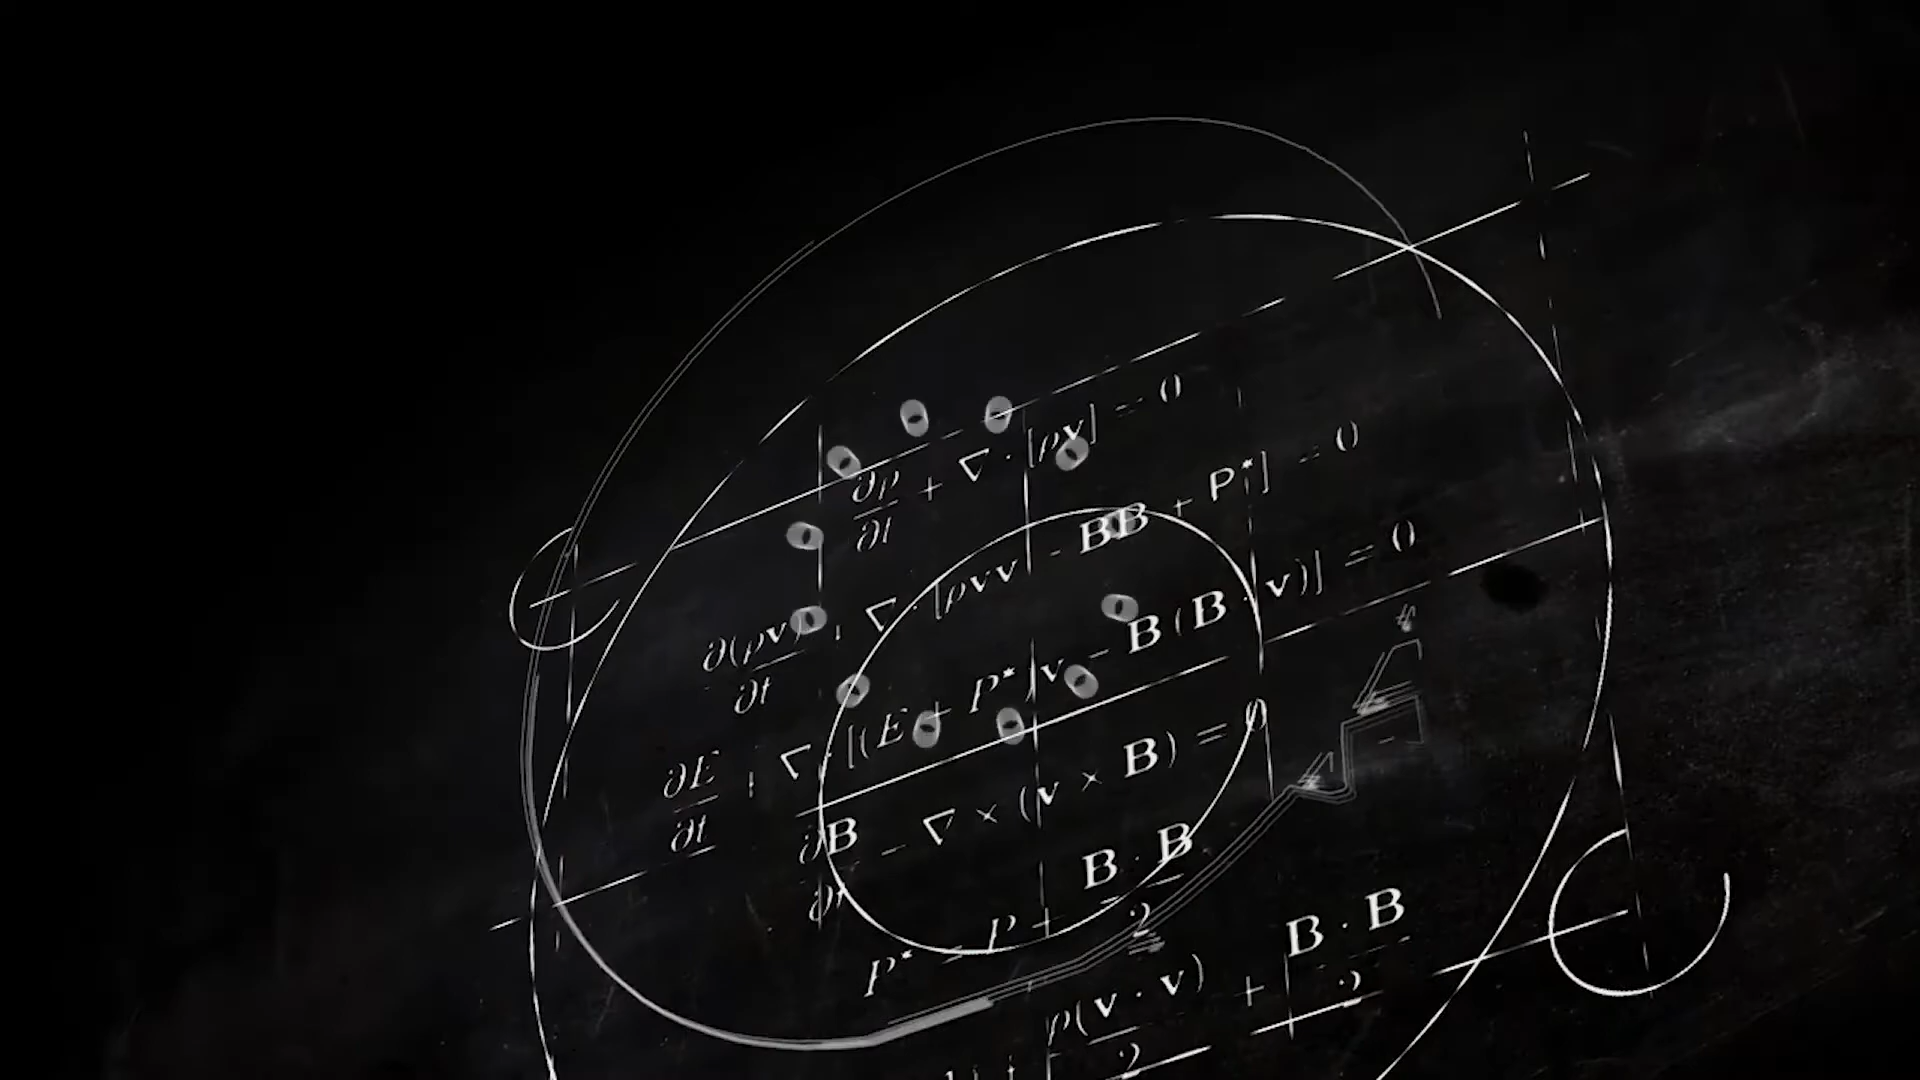 ∂ρ/∂t + ∇ · [ρv] = 0
∂(ρv)/∂t + ∇ · [ρvv - BB + P*] = 0
∂E/∂t + ∇ · [(E + P*)v - B(B · v)] = 0
∂B/∂t - ∇ × (v × B) = 0
P* = P + B · B/2
ρ(v · v)/2 + B · B/2